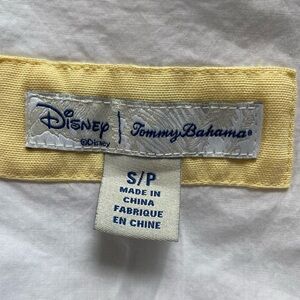 Disney | Tommy Bahama®
©Disney
S/P
MADE IN
CHINA
FABRIQUE
EN CHINE